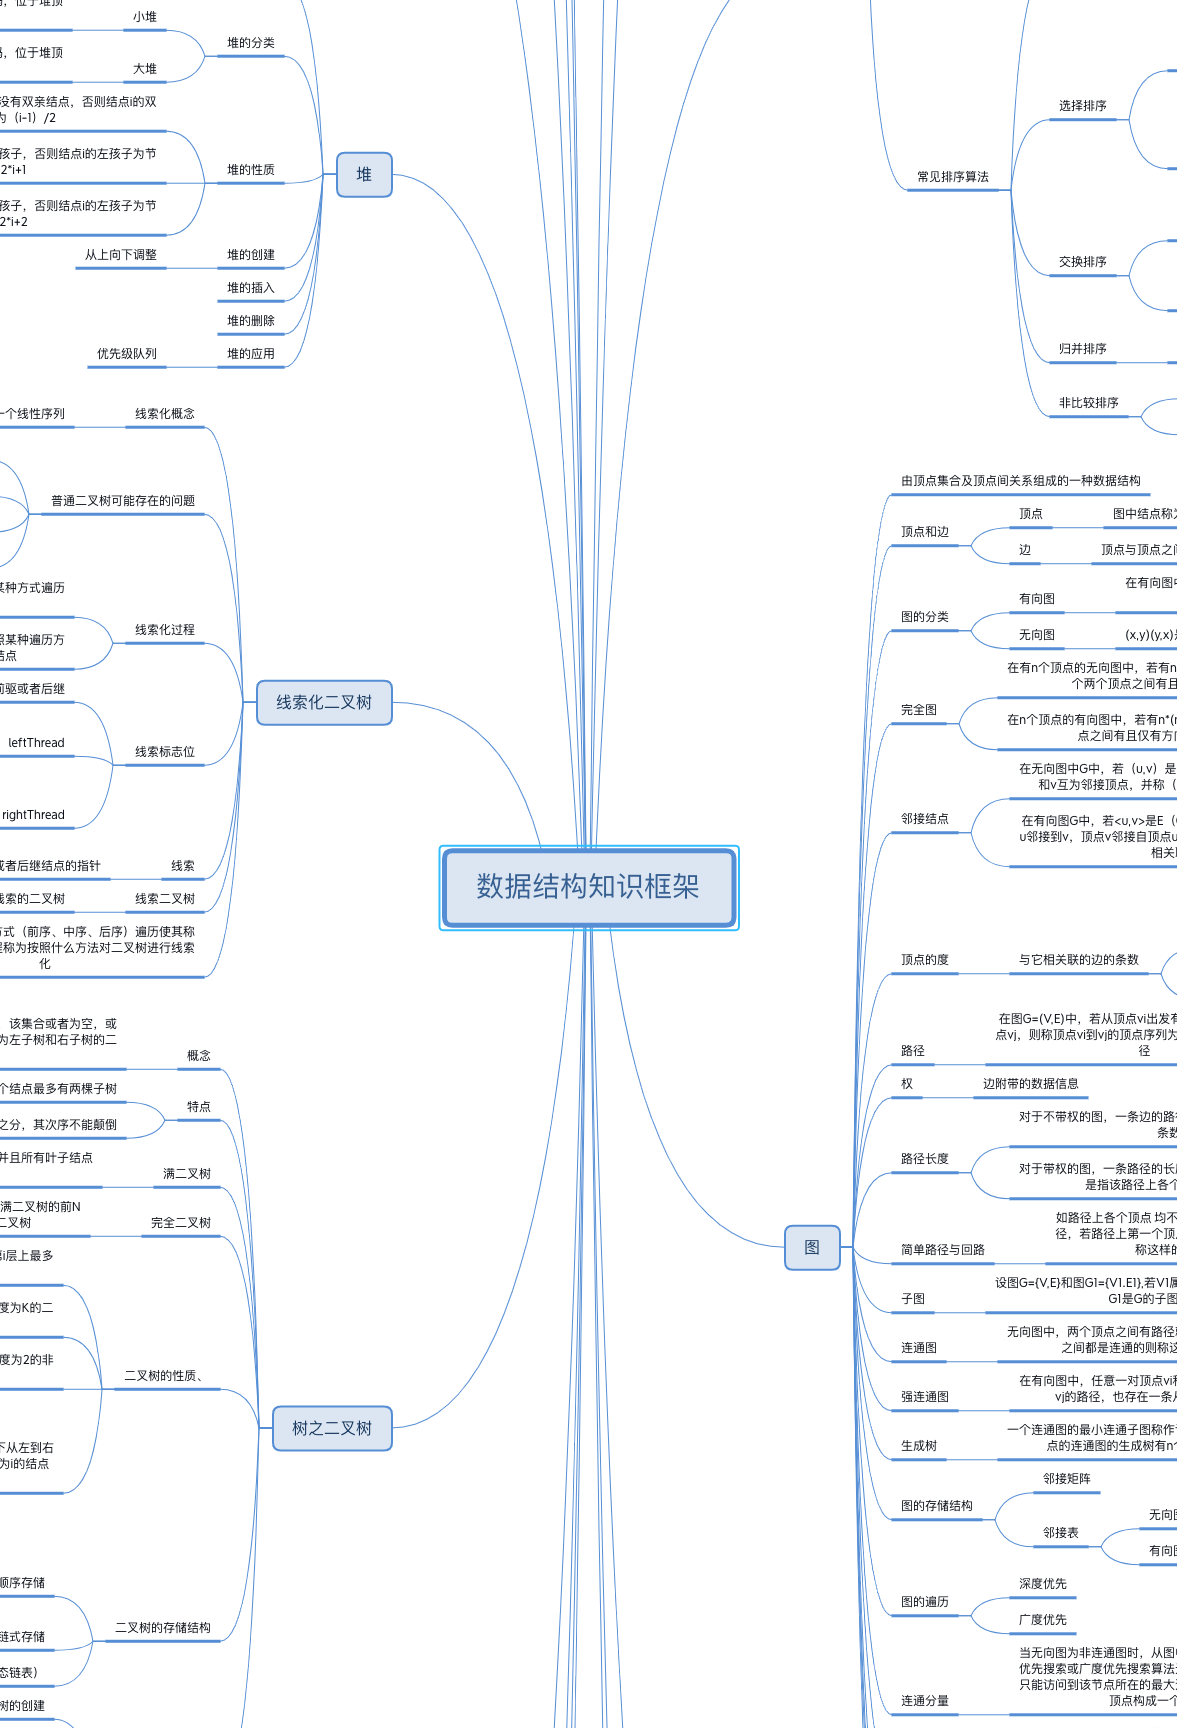 小堆
堆的分类
，位于堆顶
大堆
没有双亲结点，否则结点i的双
为（i-1）/2
孩子，否则结点i的左孩子为节
2*i+1
堆的性质
孩子，否则结点i的左孩子为节
2*i+2
堆
从上向下调整
堆的创建
堆的插入
堆的删除
优先级队列
堆的应用
一个线性序列
线索化概念
普通二叉树可能存在的问题
某种方式遍历
线索化过程
照某种遍历方
结点
前驱或者后继
leftThread
线索标志位
rightThread
线索化二叉树
或者后继结点的指针
线索
线索的二叉树
线索二叉树
方式（前序、中序、后序）遍历使其称
程称为按照什么方法对二叉树进行线索
化
数据结构知识框架
该集合或者为空，或
为左子树和右子树的二
概念
个结点最多有两棵子树
特点
之分，其次序不能颠倒
并且所有叶子结点
满二叉树
满二叉树的前N
二叉树
完全二叉树
i层上最多
度为K的二
度为2的非
二叉树的性质、
下从左到右
为i的结点
树之二叉树
顺序存储
二叉树的存储结构
链式存储
态链表）
树的创建
选择排序
常见排序算法
交换排序
归并排序
非比较排序
由顶点集合及顶点间关系组成的一种数据结构
顶点和边
顶点
图中结点称为
边
顶点与顶点之间
图的分类
在有向图中
有向图
无向图
(x,y)(y,x)是
完全图
在有n个顶点的无向图中，若有n
个两个顶点之间有且
在n个顶点的有向图中，若有n*(n
点之间有且仅有方向
邻接结点
在无向图中G中，若（u,v）是
和v互为邻接顶点，并称（
在有向图G中，若<u,v>是E（
u邻接到v，顶点v邻接自顶点u
相关联
顶点的度
与它相关联的边的条数
路径
在图G=(V,E)中，若从顶点vi出发有
点vj，则称顶点vi到vj的顶点序列为
径
权
边附带的数据信息
路径长度
对于不带权的图，一条边的路径
条数
对于带权的图，一条路径的长度
是指该路径上各个
图
简单路径与回路
如路径上各个顶点 均不
径，若路径上第一个顶点
称这样的
子图
设图G={V,E}和图G1={V1.E1},若V1属
G1是G的子图
连通图
无向图中，两个顶点之间有路径
之间都是连通的则称这
强连通图
在有向图中，任意一对顶点vi和
vj的路径，也存在一条从
生成树
一个连通图的最小连通子图称作
点的连通图的生成树有n个
图的存储结构
邻接矩阵
邻接表
无向图
有向图
图的遍历
深度优先
广度优先
连通分量
当无向图为非连通图时，从图中
优先搜索或广度优先搜索算法
只能访问到该节点所在的最大
顶点构成一个